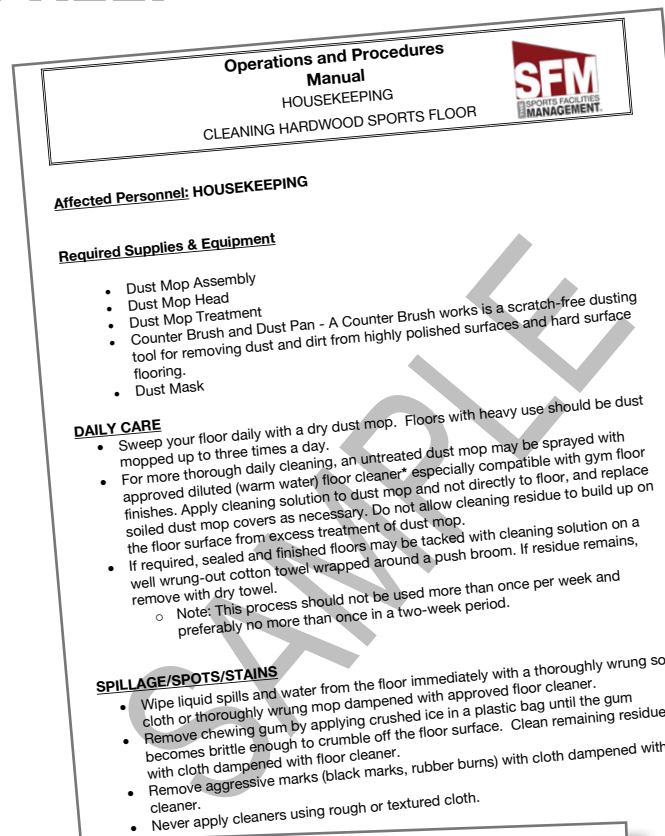 Operations and Procedures
Manual
HOUSEKEEPING
CLEANING HARDWOOD SPORTS FLOOR
SFM
SPORTS FACILITIES
MANAGEMENT
Affected Personnel: HOUSEKEEPING
Required Supplies & Equipment
• Dust Mop Assembly
• Dust Mop Head
• Dust Mop Treatment
• Counter Brush and Dust Pan - A Counter Brush works is a scratch-free dusting
tool for removing dust and dirt from highly polished surfaces and hard surface
flooring.
• Dust Mask
DAILY CARE
• Sweep your floor daily with a dry dust mop. Floors with heavy use should be dust
mopped up to three times a day.
• For more thorough daily cleaning, an untreated dust mop may be sprayed with
approved diluted (warm water) floor cleaner* especially compatible with gym floor
finishes. Apply cleaning solution to dust mop and not directly to floor, and replace
soiled dust mop covers as necessary. Do not allow cleaning residue to build up on
the floor surface from excess treatment of dust mop.
• If required, sealed and finished floors may be tacked with cleaning solution on a
well wrung-out cotton towel wrapped around a push broom. If residue remains,
remove with dry towel.
○ Note: This process should not be used more than once per week and
preferably no more than once in a two-week period.
SPILLAGE/SPOTS/STAINS
• Wipe liquid spills and water from the floor immediately with a thoroughly wrung so
cloth or thoroughly wrung mop dampened with approved floor cleaner.
• Remove chewing gum by applying crushed ice in a plastic bag until the gum
becomes brittle enough to crumble off the floor surface. Clean remaining residue
with cloth dampened with floor cleaner.
• Remove aggressive marks (black marks, rubber burns) with cloth dampened with
cleaner.
• Never apply cleaners using rough or textured cloth.
SAMPLE